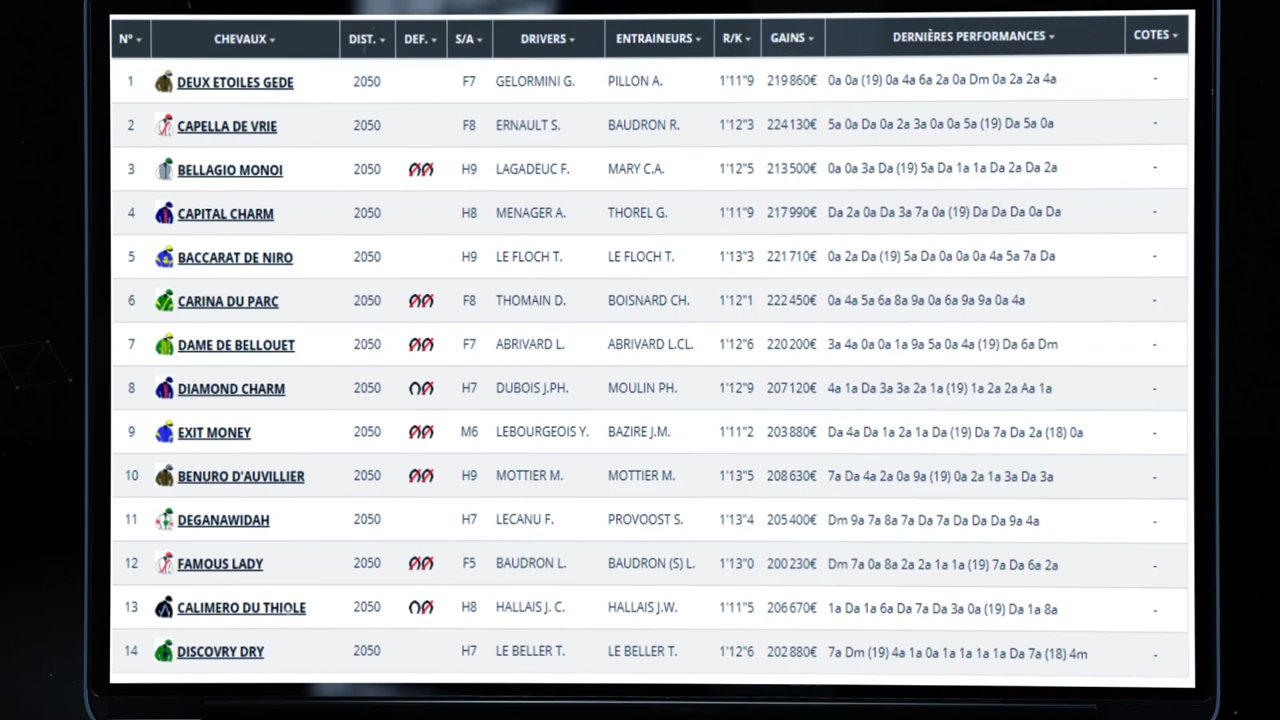 N° CHEVAUX DIST. DEF. S/A DRIVERS ENTRAINEURS R/K GAINS DERNIÈRES PERFORMANCES COTES
1 DEUX ETOILES GEDE 2050 F7 GELORMINI G. PILLON A. 1'11"9 219 860€ 0a 0a (19) 0a 4a 6a 2a 0a Dm 0a 2a 2a 4a -
2 CAPELLA DE VRIE 2050 F8 ERNAULT S. BAUDRON R. 1'12"3 224 130€ 5a 0a Da 0a 2a 3a 0a 0a 5a (19) Da 5a 0a -
3 BELLAGIO MONOI 2050 H9 LAGADEUC F. MARY C.A. 1'12"5 213 500€ 0a 0a 3a Da (19) 5a Da 1a 1a Da 2a Da 2a -
4 CAPITAL CHARM 2050 H8 MENAGER A. THOREL G. 1'11"9 217 990€ Da 2a 0a Da 3a 7a 0a (19) Da Da Da 0a Da -
5 BACCARAT DE NIRO 2050 H9 LE FLOCH T. LE FLOCH T. 1'13"3 221 710€ 0a 2a Da (19) 5a Da 0a 0a 0a 4a 5a 7a Da -
6 CARINA DU PARC 2050 F8 THOMAIN D. BOISNARD CH. 1'12"1 222 450€ 0a 4a 5a 6a 8a 9a 0a 6a 9a 9a 0a 4a -
7 DAME DE BELLOUET 2050 F7 ABRIVARD L. ABRIVARD L.CL. 1'12"6 220 200€ 3a 4a 0a 0a 1a 9a 5a 0a 4a (19) Da 6a Dm -
8 DIAMOND CHARM 2050 H7 DUBOIS J.PH. MOULIN PH. 1'12"9 207 120€ 4a 1a Da 3a 3a 2a 1a (19) 1a 2a 2a Aa 1a -
9 EXIT MONEY 2050 M6 LEBOURGEOIS Y. BAZIRE J.M. 1'11"2 203 880€ Da 4a Da 1a 2a 1a Da (19) Da 7a Da 2a (18) 0a -
10 BENURO D'AUVILLIER 2050 H9 MOTTIER M. MOTTIER M. 1'13"5 208 630€ 7a Da 4a 2a 0a 9a (19) 0a 2a 1a 3a Da 3a -
11 DEGANAWIDAH 2050 H7 LECANU F. PROVOOST S. 1'13"4 205 400€ Dm 9a 7a 8a 7a Da 7a Da Da Da 9a 4a -
12 FAMOUS LADY 2050 F5 BAUDRON L. BAUDRON (S) L. 1'13"0 200 230€ Dm 7a 0a 8a 2a 2a 1a 1a (19) 7a Da 6a 2a -
13 CALIMERO DU THIOLE 2050 H8 HALLAIS J. C. HALLAIS J.W. 1'11"5 206 670€ 1a Da 1a 6a Da 7a Da 3a 0a (19) Da 1a 8a -
14 DISCOVRY DRY 2050 H7 LE BELLER T. LE BELLER T. 1'12"6 202 880€ 7a Dm (19) 4a 1a 0a 1a 1a 1a 1a Da 7a (18) 4m -